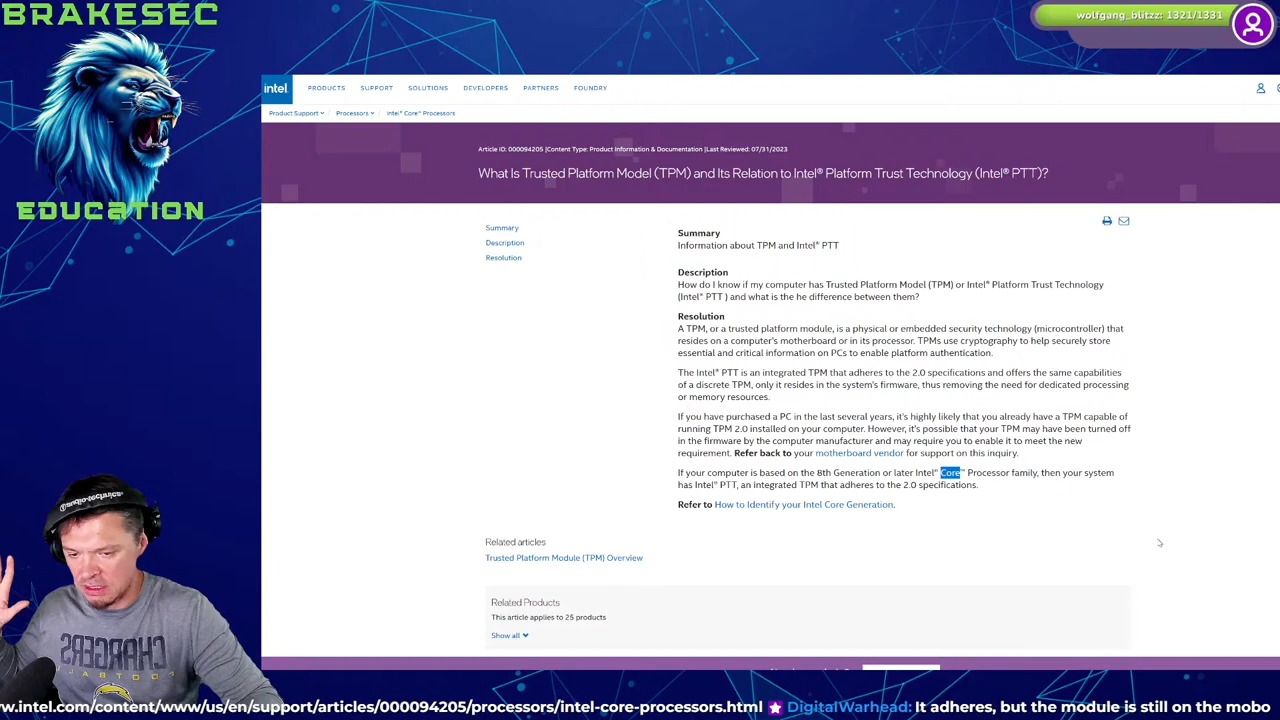 BRAKESEC
EDUCATION
wolfgang_blitzz: 1321/1331
intel
PRODUCTS SUPPORT SOLUTIONS DEVELOPERS PARTNERS FOUNDRY
Product Support / Processors / Intel® Core™ Processors
Article ID: 000094205 |Content Type: Product Information & Documentation |Last Reviewed: 07/31/2023
What Is Trusted Platform Model (TPM) and Its Relation to Intel® Platform Trust Technology (Intel® PTT)?
Summary
Description
Resolution
Summary
Information about TPM and Intel® PTT
Description
How do I know if my computer has Trusted Platform Model (TPM) or Intel® Platform Trust Technology
(Intel® PTT ) and what is the he difference between them?
Resolution
A TPM, or a trusted platform module, is a physical or embedded security technology (microcontroller) that
resides on a computer's motherboard or in its processor. TPMs use cryptography to help securely store
essential and critical information on PCs to enable platform authentication.
The Intel® PTT is an integrated TPM that adheres to the 2.0 specifications and offers the same capabilities
of a discrete TPM, only it resides in the system's firmware, thus removing the need for dedicated processing
or memory resources.
If you have purchased a PC in the last several years, it's highly likely that you already have a TPM capable of
running TPM 2.0 installed on your computer. However, it's possible that your TPM may have been turned off
in the firmware by the computer manufacturer and may require you to enable it to meet the new
requirement. Refer back to your motherboard vendor for support on this inquiry.
If your computer is based on the 8th Generation or later Intel® Core™ Processor family, then your system
has Intel® PTT, an integrated TPM that adheres to the 2.0 specifications.
Refer to How to Identify your Intel Core Generation.
Related articles
Trusted Platform Module (TPM) Overview
Related Products
This article applies to 25 products
Show all
CHARGERS
FOOTBALL
w.intel.com/content/www/us/en/support/articles/000094205/processors/intel-core-processors.html DigitalWarhead: It adheres, but the module is still on the mobo